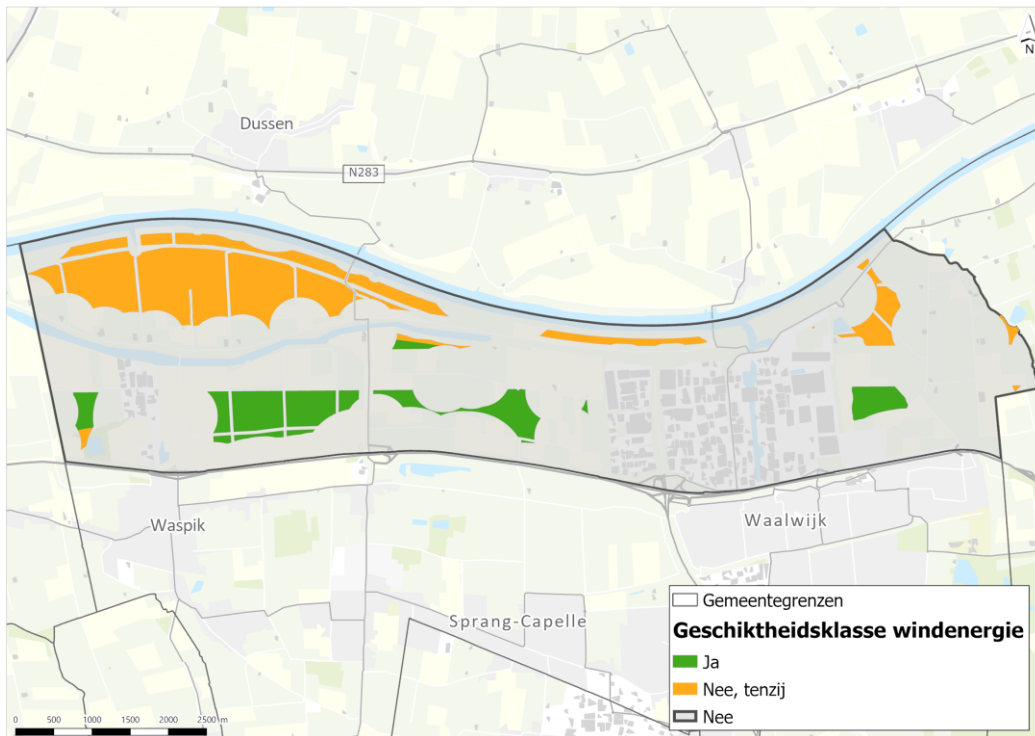 N
Dussen
N283
Waspik
Waalwijk
Sprang-Capelle
Gemeentegrenzen
Geschiktheidsklasse windenergie
Ja
Nee, tenzij
Nee
0 500 1000 1500 2000 2500 m